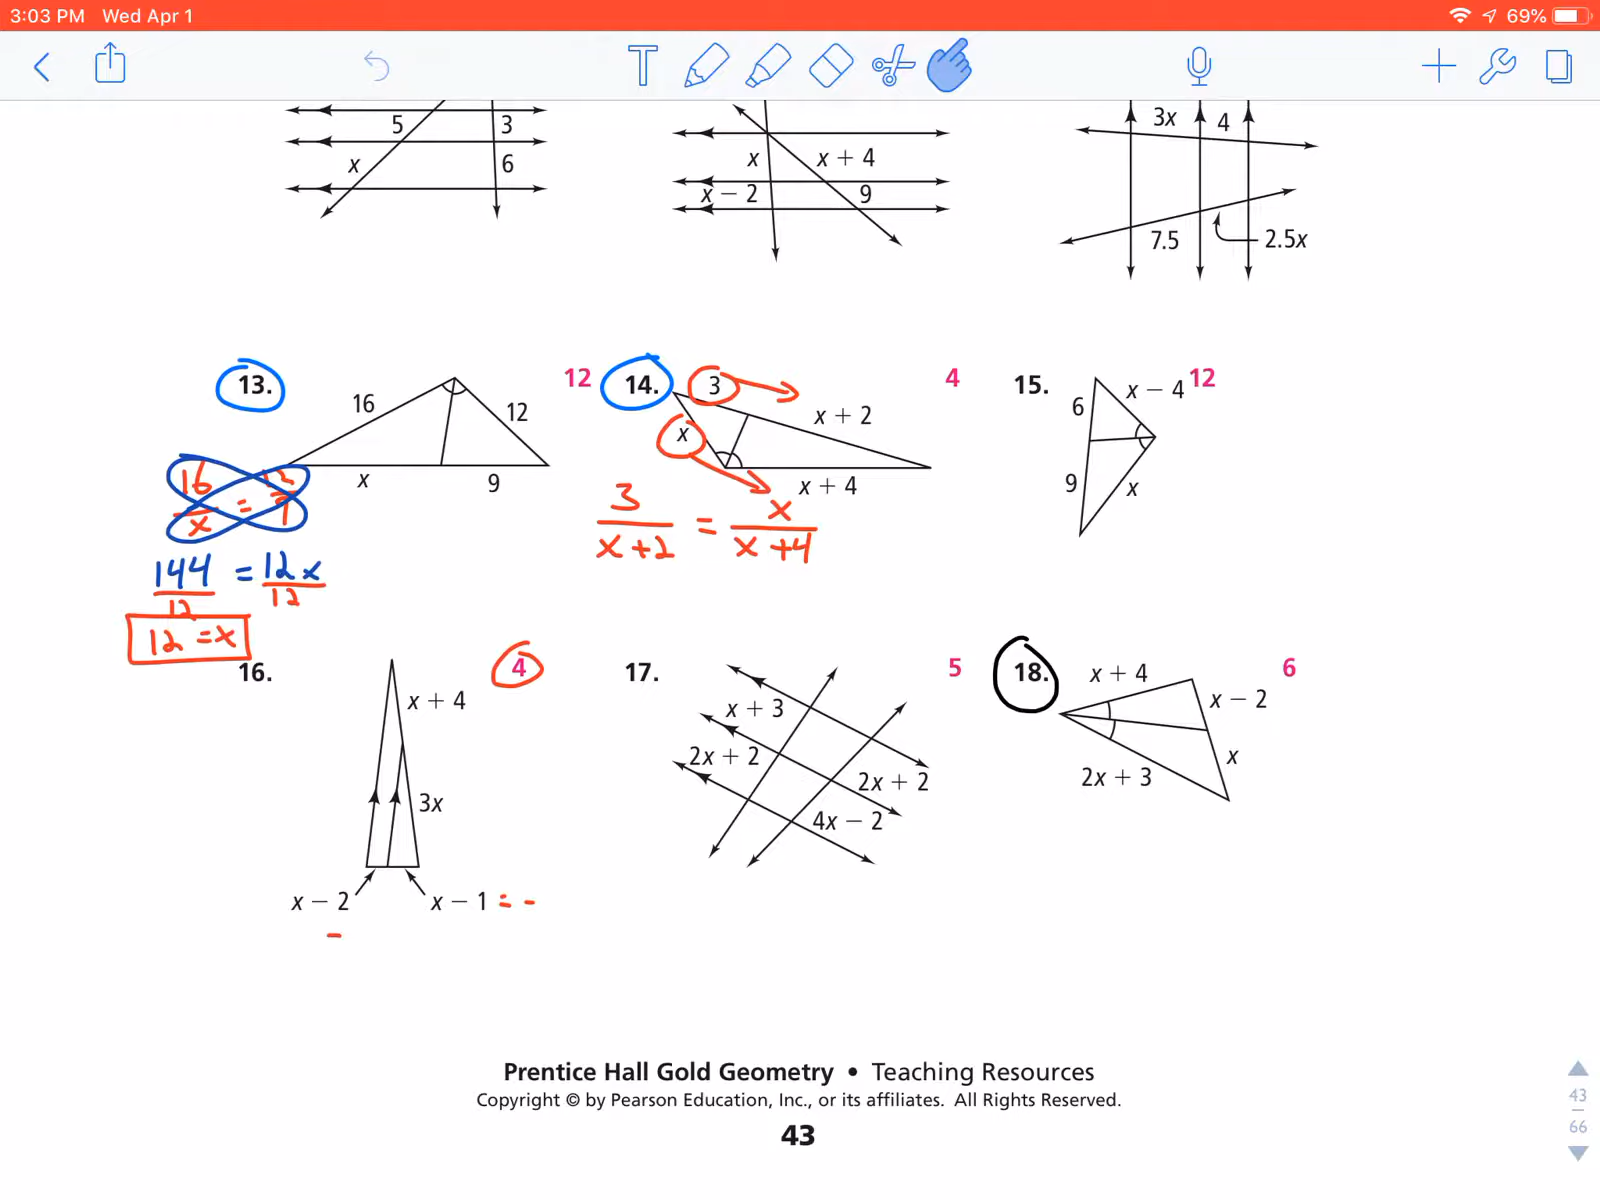 3:03 PM Wed Apr 1 69%
T
5 3
x 6
x x + 4
x − 2 9
3x 4
7.5 2.5x
13. 16 12 x 9 12
16 = 12
x 9
144 = 12x
12 12
12 = x
14. 3 x + 2 x x + 4 4
3 = x
x + 2 x + 4
15. 6 x − 4 9 x 12
16. x + 4 3x 4
x − 2 x − 1 = -
-
17. x + 3 2x + 2 2x + 2 4x − 2 5
18. x + 4 x − 2 x 2x + 3 6
Prentice Hall Gold Geometry • Teaching Resources
Copyright © by Pearson Education, Inc., or its affiliates. All Rights Reserved.
43
43
66